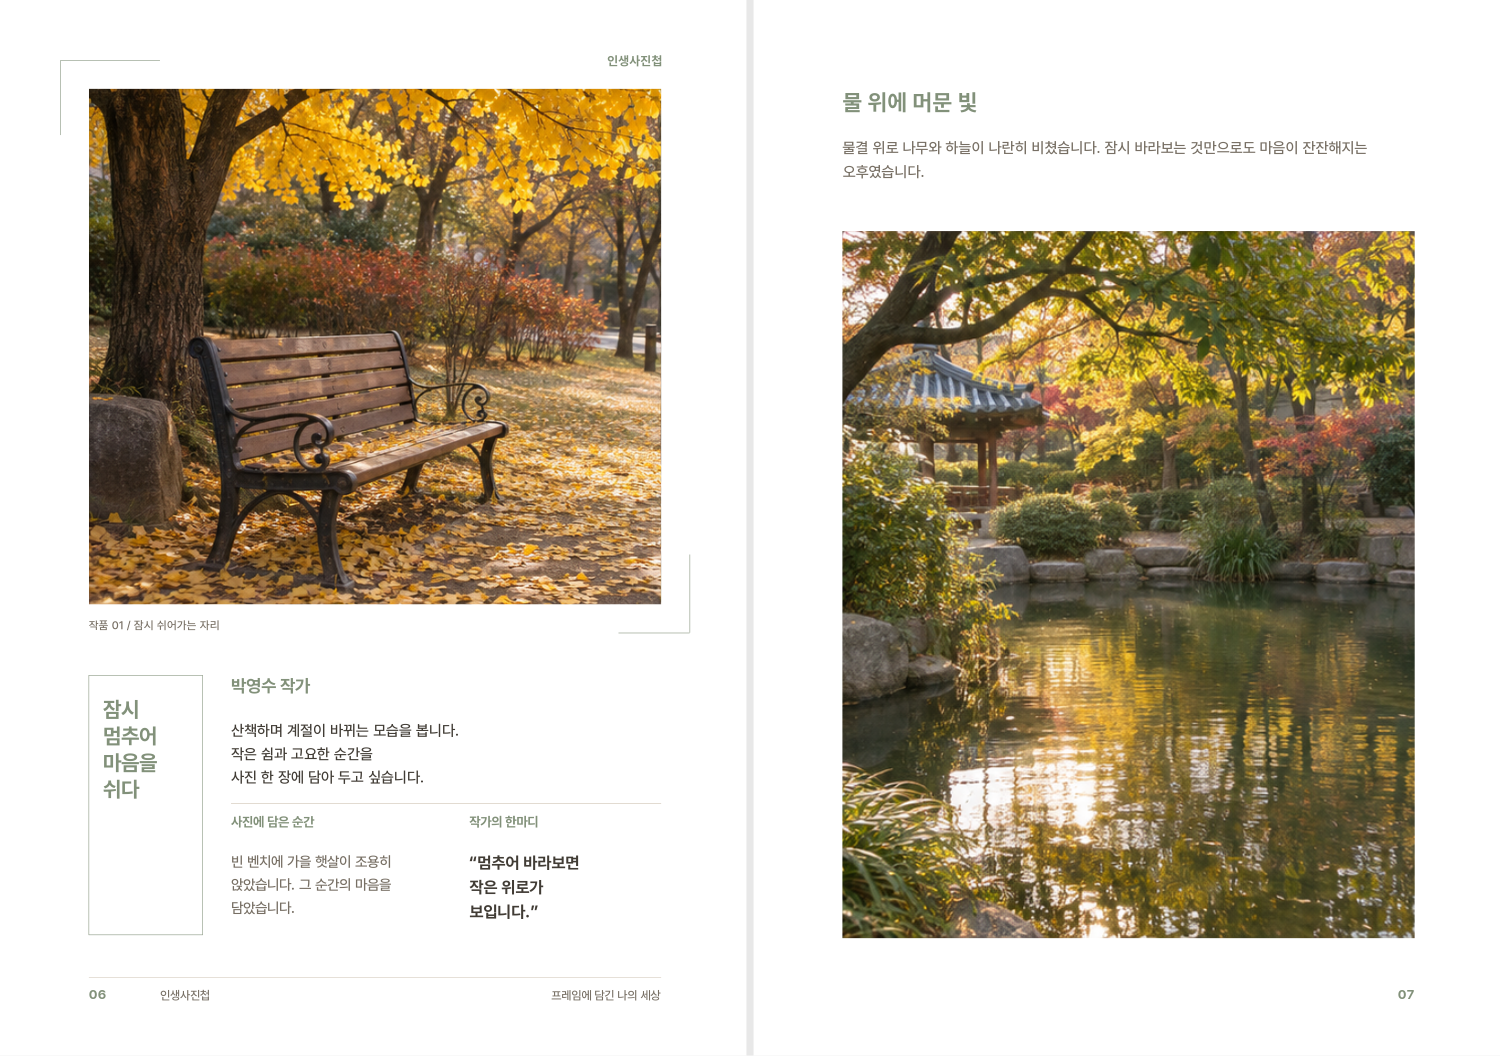 인생사진첩
작품 01 / 잠시 쉬어가는 자리
잠시
멈추어
마음을
쉬다
박영수 작가
산책하며 계절이 바뀌는 모습을 봅니다.
작은 쉼과 고요한 순간을
사진 한 장에 담아 두고 싶습니다.
사진에 담은 순간
빈 벤치에 가을 햇살이 조용히
앉았습니다. 그 순간의 마음을
담았습니다.
작가의 한마디
“멈추어 바라보면
작은 위로가
보입니다.”
06 인생사진첩 프레임에 담긴 나의 세상
물 위에 머문 빛
물결 위로 나무와 하늘이 나란히 비쳤습니다. 잠시 바라보는 것만으로도 마음이 잔잔해지는
오후였습니다.
07